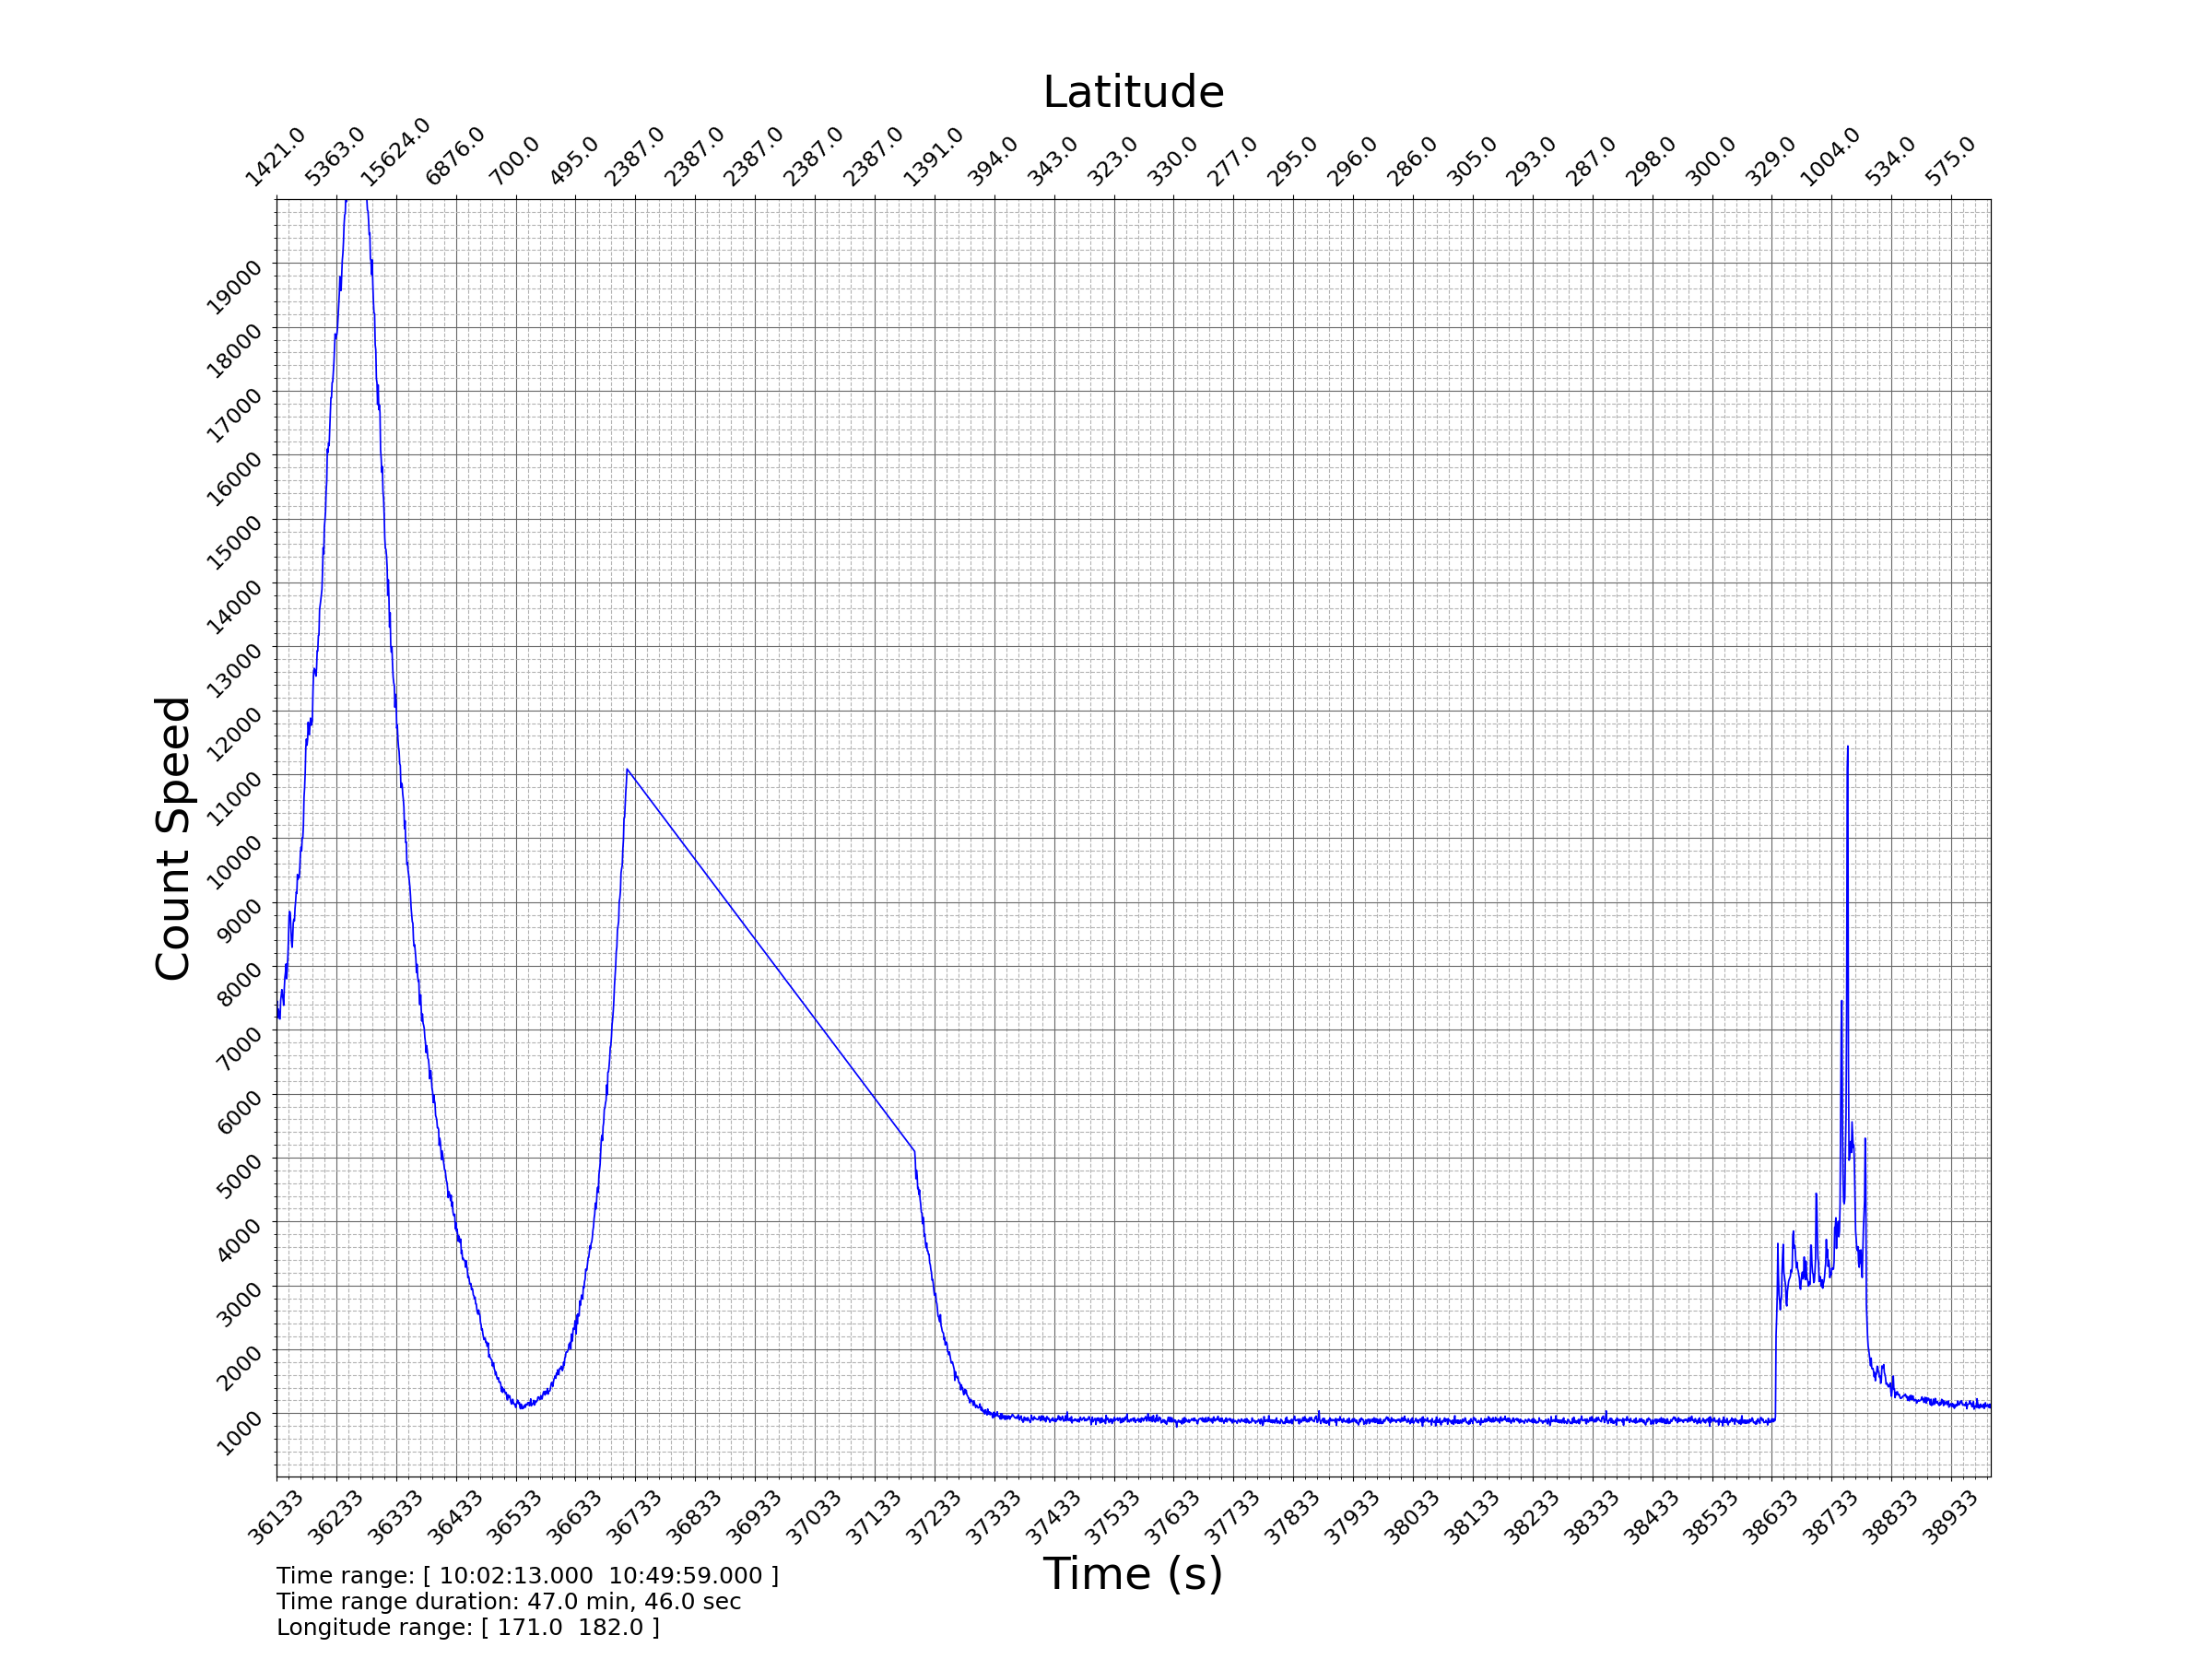 Latitude
1421.0 5363.0 15624.0 6876.0 700.0 495.0 2387.0 2387.0 2387.0 2387.0 2387.0 1391.0 394.0 343.0 323.0 330.0 277.0 295.0 296.0 286.0 305.0 293.0 287.0 298.0 300.0 329.0 1004.0 534.0 575.0
19000
18000
17000
16000
15000
14000
13000
12000
11000
10000
9000
8000
7000
6000
5000
4000
3000
2000
1000
Count Speed
36133 36233 36333 36433 36533 36633 36733 36833 36933 37033 37133 37233 37333 37433 37533 37633 37733 37833 37933 38033 38133 38233 38333 38433 38533 38633 38733 38833 38933
Time (s)
Time range: [ 10:02:13.000 10:49:59.000 ]
Time range duration: 47.0 min, 46.0 sec
Longitude range: [ 171.0 182.0 ]